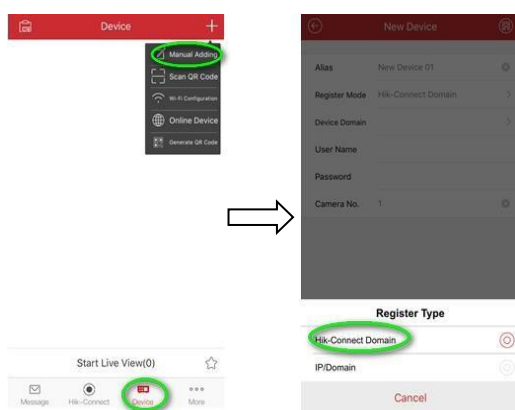 Device
Manual Adding
Scan QR Code
Wi-Fi Configuration
Online Device
Generate QR Code
Start Live View(0)
Message
Hik-Connect
Device
More
New Device
Alias New Device 01
Register Mode Hik-Connect Domain
Device Domain
User Name
Password
Camera No. 1
Register Type
Hik-Connect Domain
IP/Domain
Cancel